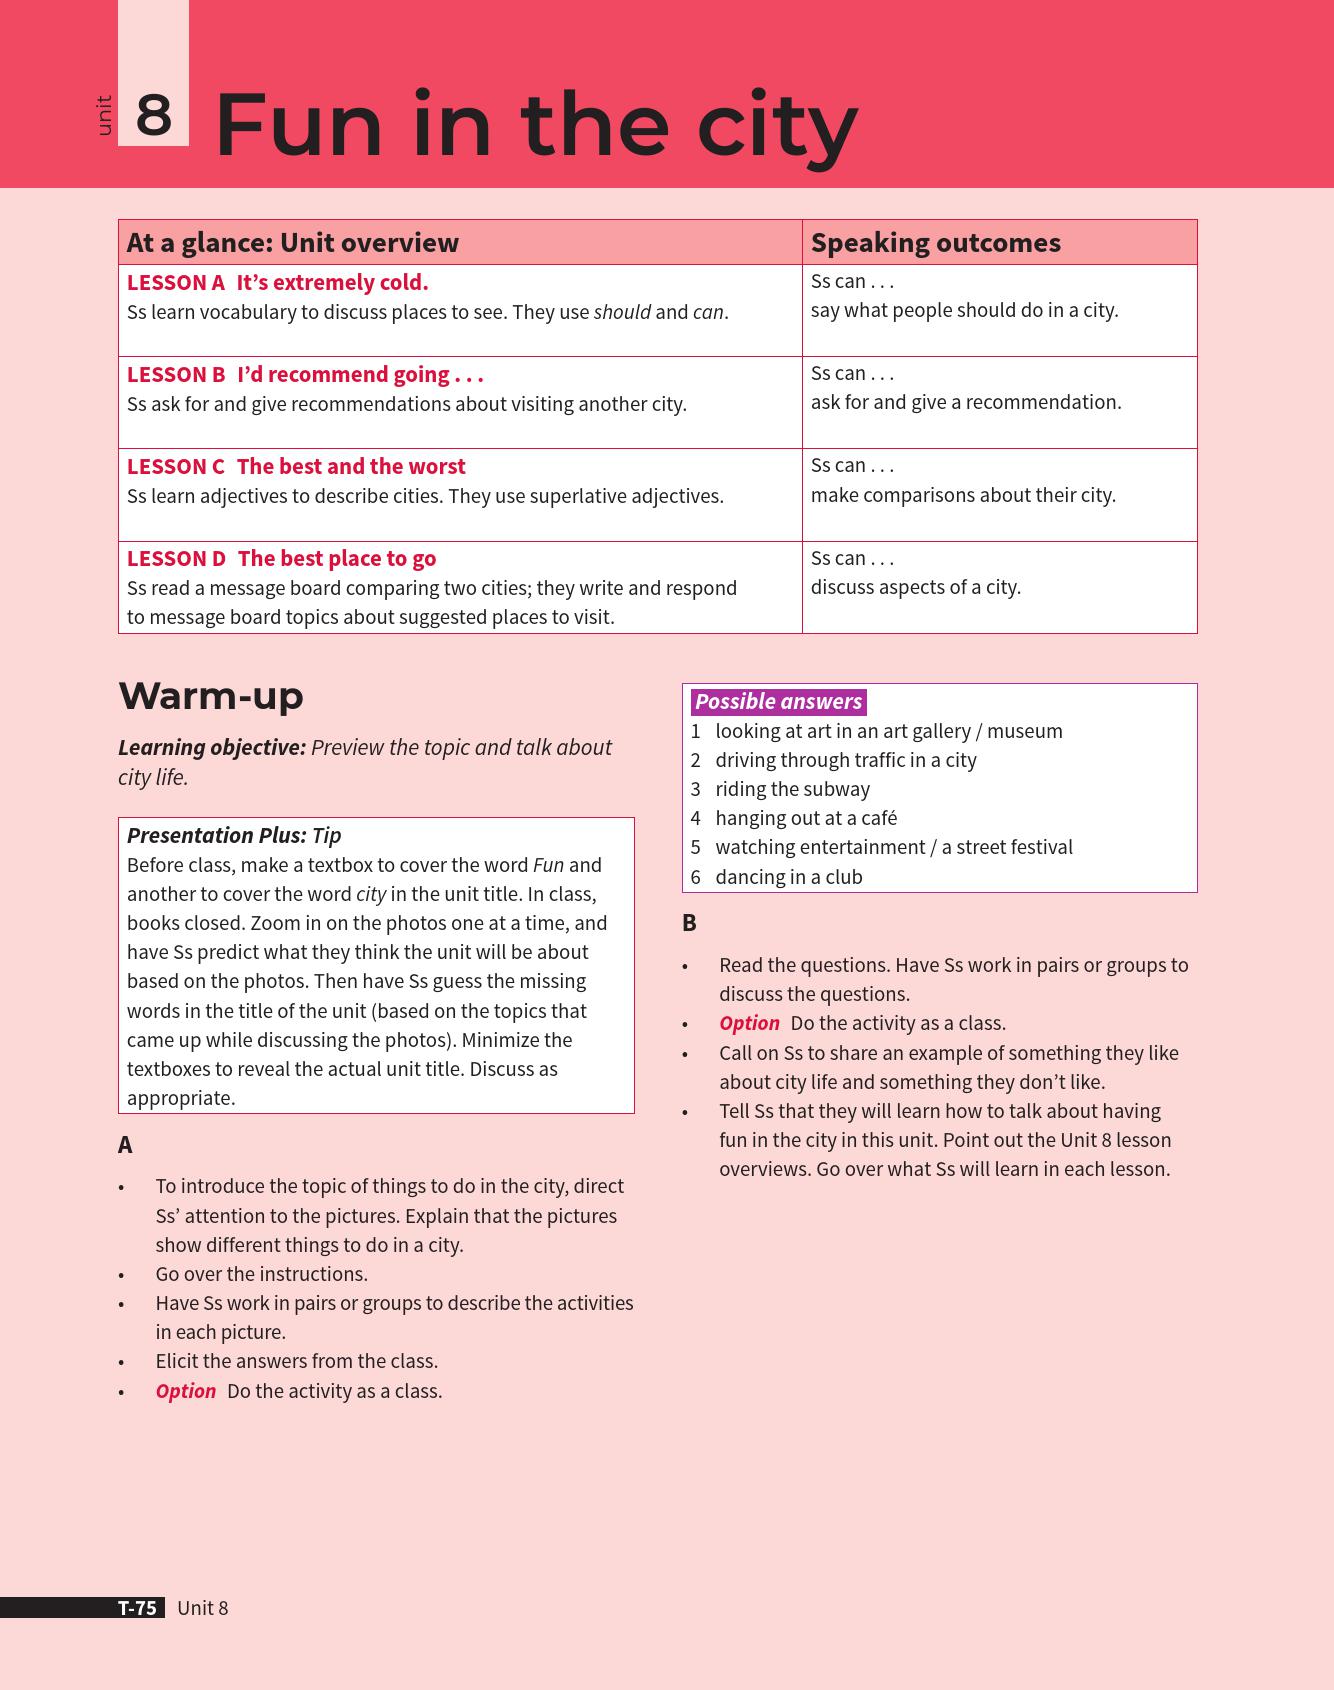 unit
8
Fun in the city
At a glance: Unit overview
Speaking outcomes
LESSON A  It’s extremely cold.
Ss learn vocabulary to discuss places to see. They use should and can.
Ss can . . .
say what people should do in a city.
LESSON B  I’d recommend going . . .
Ss ask for and give recommendations about visiting another city.
Ss can . . .
ask for and give a recommendation.
LESSON C  The best and the worst
Ss learn adjectives to describe cities. They use superlative adjectives.
Ss can . . .
make comparisons about their city.
LESSON D  The best place to go
Ss read a message board comparing two cities; they write and respond
to message board topics about suggested places to visit.
Ss can . . .
discuss aspects of a city.
Warm-up
Learning objective: Preview the topic and talk about
city life.
Presentation Plus: Tip
Before class, make a textbox to cover the word Fun and
another to cover the word city in the unit title. In class,
books closed. Zoom in on the photos one at a time, and
have Ss predict what they think the unit will be about
based on the photos. Then have Ss guess the missing
words in the title of the unit (based on the topics that
came up while discussing the photos). Minimize the
textboxes to reveal the actual unit title. Discuss as
appropriate.
A
• To introduce the topic of things to do in the city, direct
Ss’ attention to the pictures. Explain that the pictures
show different things to do in a city.
• Go over the instructions.
• Have Ss work in pairs or groups to describe the activities
in each picture.
• Elicit the answers from the class.
• Option  Do the activity as a class.
Possible answers
1 looking at art in an art gallery / museum
2 driving through traffic in a city
3 riding the subway
4 hanging out at a café
5 watching entertainment / a street festival
6 dancing in a club
B
• Read the questions. Have Ss work in pairs or groups to
discuss the questions.
• Option  Do the activity as a class.
• Call on Ss to share an example of something they like
about city life and something they don’t like.
• Tell Ss that they will learn how to talk about having
fun in the city in this unit. Point out the Unit 8 lesson
overviews. Go over what Ss will learn in each lesson.
T-75 Unit 8